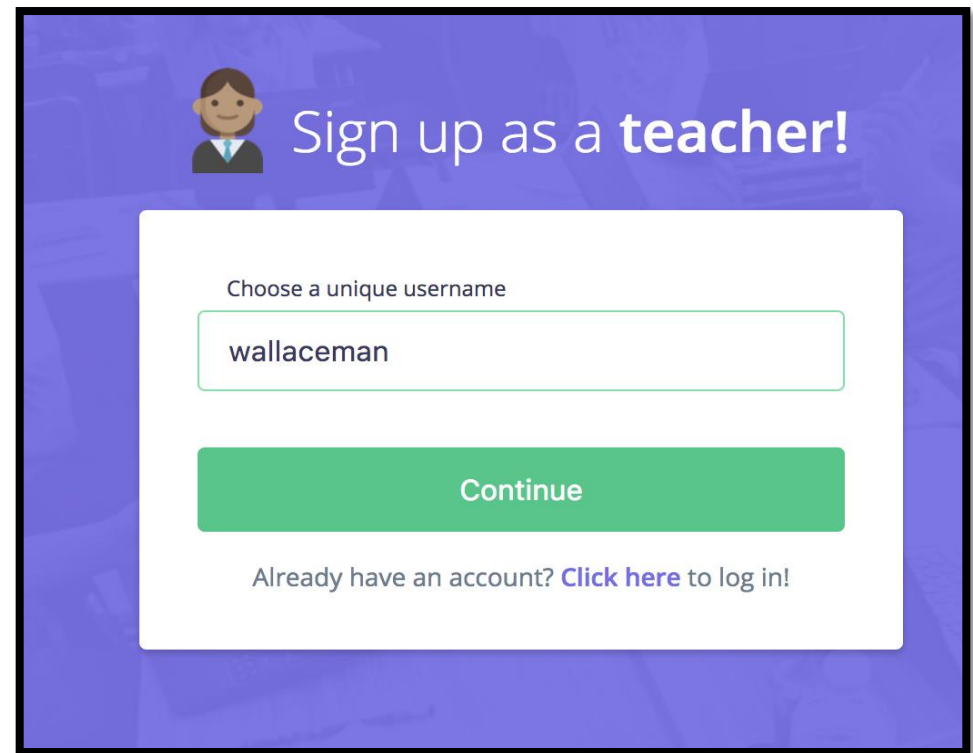 Sign up as a teacher!
Choose a unique username
wallaceman
Continue
Already have an account? Click here to log in!